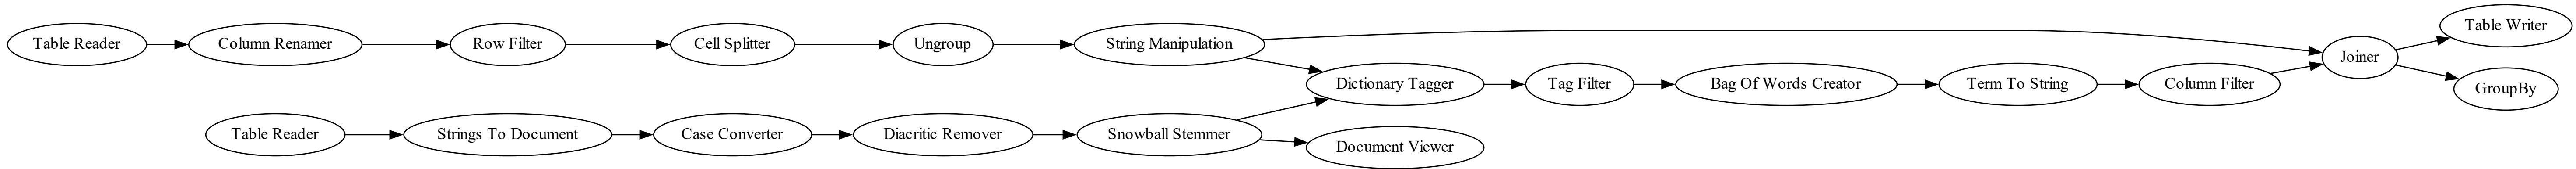 Table Reader
Column Renamer
Row Filter
Cell Splitter
Ungroup
String Manipulation
Table Reader
Strings To Document
Case Converter
Diacritic Remover
Snowball Stemmer
Dictionary Tagger
Document Viewer
Tag Filter
Bag Of Words Creator
Term To String
Column Filter
Joiner
Table Writer
GroupBy